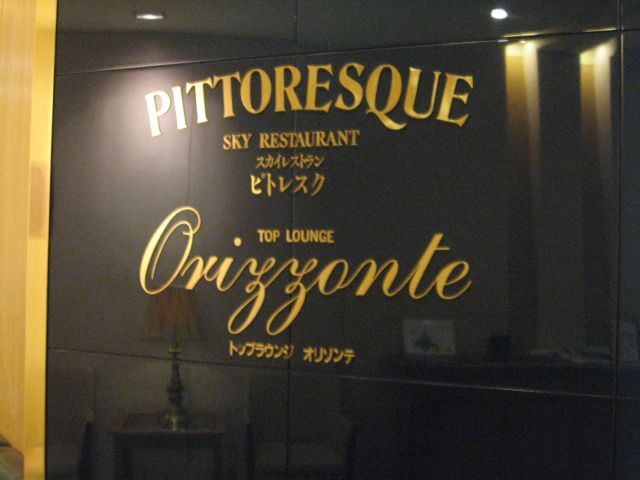 PITTORESQUE
SKY RESTAURANT
スカイレストラン
ピトレスク
TOP LOUNGE
Orizzonte
トップラウンジ オリゾンテ